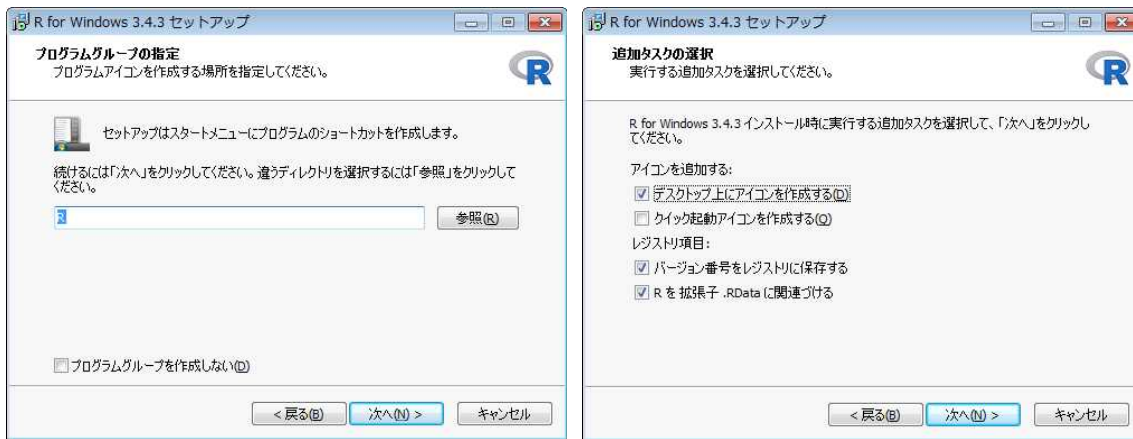 R for Windows 3.4.3 セットアップ
プログラムグループの指定
プログラムアイコンを作成する場所を指定してください。
R
セットアップはスタートメニューにプログラムのショートカットを作成します。
続けるには「次へ」をクリックしてください。違うディレクトリを選択するには「参照」をクリックして
ください。
R
参照(R)
プログラムグループを作成しない(D)
< 戻る(B)
次へ(N) >
キャンセル
R for Windows 3.4.3 セットアップ
追加タスクの選択
実行する追加タスクを選択してください。
R
R for Windows 3.4.3 インストール時に実行する追加タスクを選択して、「次へ」をクリックし
てください。
アイコンを追加する:
デスクトップ上にアイコンを作成する(D)
クイック起動アイコンを作成する(Q)
レジストリ項目:
バージョン番号をレジストリに保存する
R を拡張子 .RData に関連づける
< 戻る(B)
次へ(N) >
キャンセル